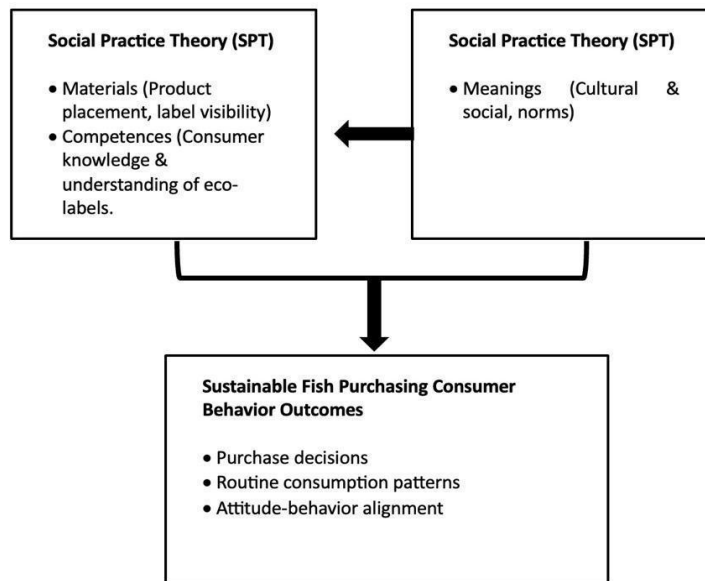 Social Practice Theory (SPT)
• Materials (Product
placement, label visibility)
• Competences (Consumer
knowledge &
understanding of eco-
labels.
Social Practice Theory (SPT)
• Meanings (Cultural &
social, norms)
Sustainable Fish Purchasing Consumer
Behavior Outcomes
• Purchase decisions
• Routine consumption patterns
• Attitude-behavior alignment